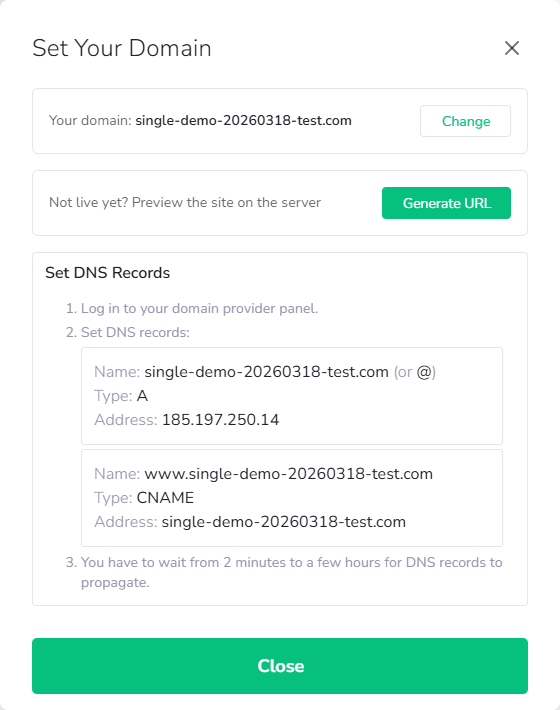 Set Your Domain
Your domain: single-demo-20260318-test.com
Change
Not live yet? Preview the site on the server
Generate URL
Set DNS Records
1. Log in to your domain provider panel.
2. Set DNS records:
Name: single-demo-20260318-test.com (or @)
Type: A
Address: 185.197.250.14
Name: www.single-demo-20260318-test.com
Type: CNAME
Address: single-demo-20260318-test.com
3. You have to wait from 2 minutes to a few hours for DNS records to
propagate.
Close